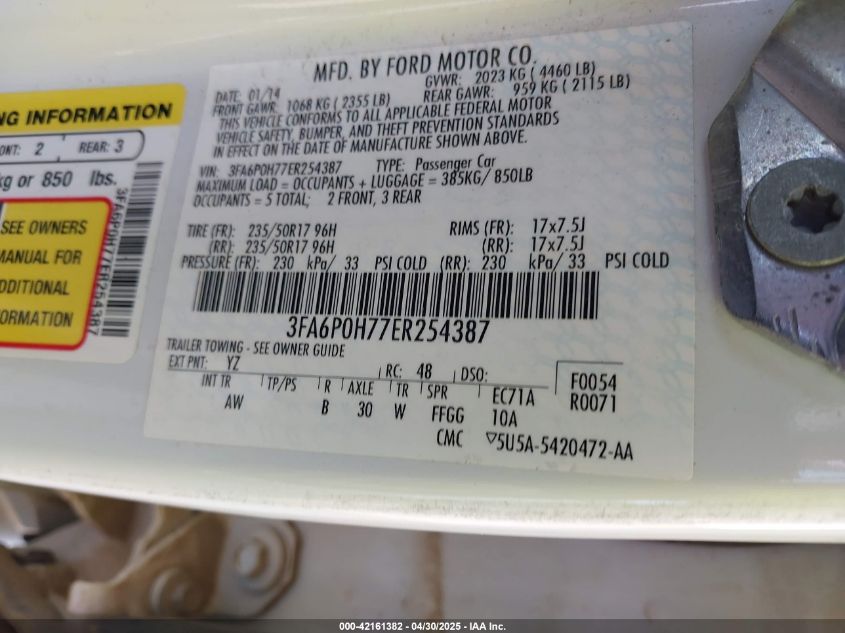 MFD. BY FORD MOTOR CO.
DATE: 01/14 GVWR: 2023 KG ( 4460 LB)
FRONT GAWR: 1068 KG ( 2355 LB) REAR GAWR: 959 KG ( 2115 LB)
THIS VEHICLE CONFORMS TO ALL APPLICABLE FEDERAL MOTOR
VEHICLE SAFETY, BUMPER, AND THEFT PREVENTION STANDARDS
IN EFFECT ON THE DATE OF MANUFACTURE SHOWN ABOVE.
VIN: 3FA6P0H77ER254387 TYPE: Passenger Car
MAXIMUM LOAD = OCCUPANTS + LUGGAGE = 385KG/ 850LB
OCCUPANTS = 5 TOTAL; 2 FRONT, 3 REAR
TIRE (FR): 235/50R17 96H RIMS (FR): 17x7.5J
(RR): 235/50R17 96H (RR): 17x7.5J
PRESSURE (FR): 230 kPa/ 33 PSI COLD (RR): 230 kPa/ 33 PSI COLD
3FA6P0H77ER254387
TRAILER TOWING - SEE OWNER GUIDE
EXT PNT: YZ RC: 48 DSO:
INT TR TP/PS R AXLE TR SPR EC71A F0054
AW B 30 W FFGG 10A R0071
CMC 5U5A-5420472-AA
NG INFORMATION
ONT: 2 REAR: 3
kg or 850 lbs.
SEE OWNERS
MANUAL FOR
ADDITIONAL
INFORMATION
3FA6P0H77ER254387
000-42161382 - 04/30/2025 - IAA Inc.